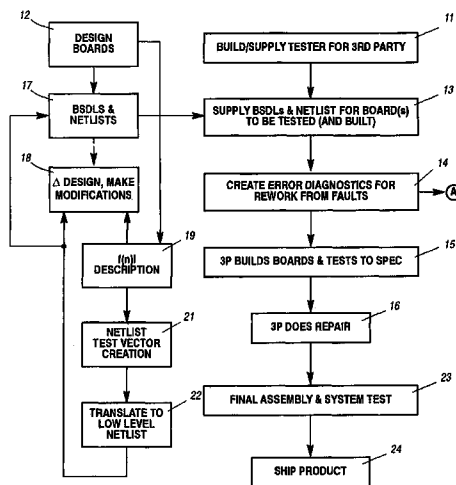 12
DESIGN
BOARDS
17
BSDLS &
NETLISTS
18
Δ DESIGN, MAKE
MODIFICATIONS
19
f(n)l
DESCRIPTION
21
NETLIST
TEST VECTOR
CREATION
22
TRANSLATE TO
LOW LEVEL
NETLIST
11
BUILD/SUPPLY TESTER FOR 3RD PARTY
13
SUPPLY BSDLs & NETLIST FOR BOARD(s)
TO BE TESTED (AND BUILT)
14
CREATE ERROR DIAGNOSTICS FOR
REWORK FROM FAULTS
A
15
3P BUILDS BOARDS & TESTS TO SPEC
16
3P DOES REPAIR
23
FINAL ASSEMBLY & SYSTEM TEST
24
SHIP PRODUCT